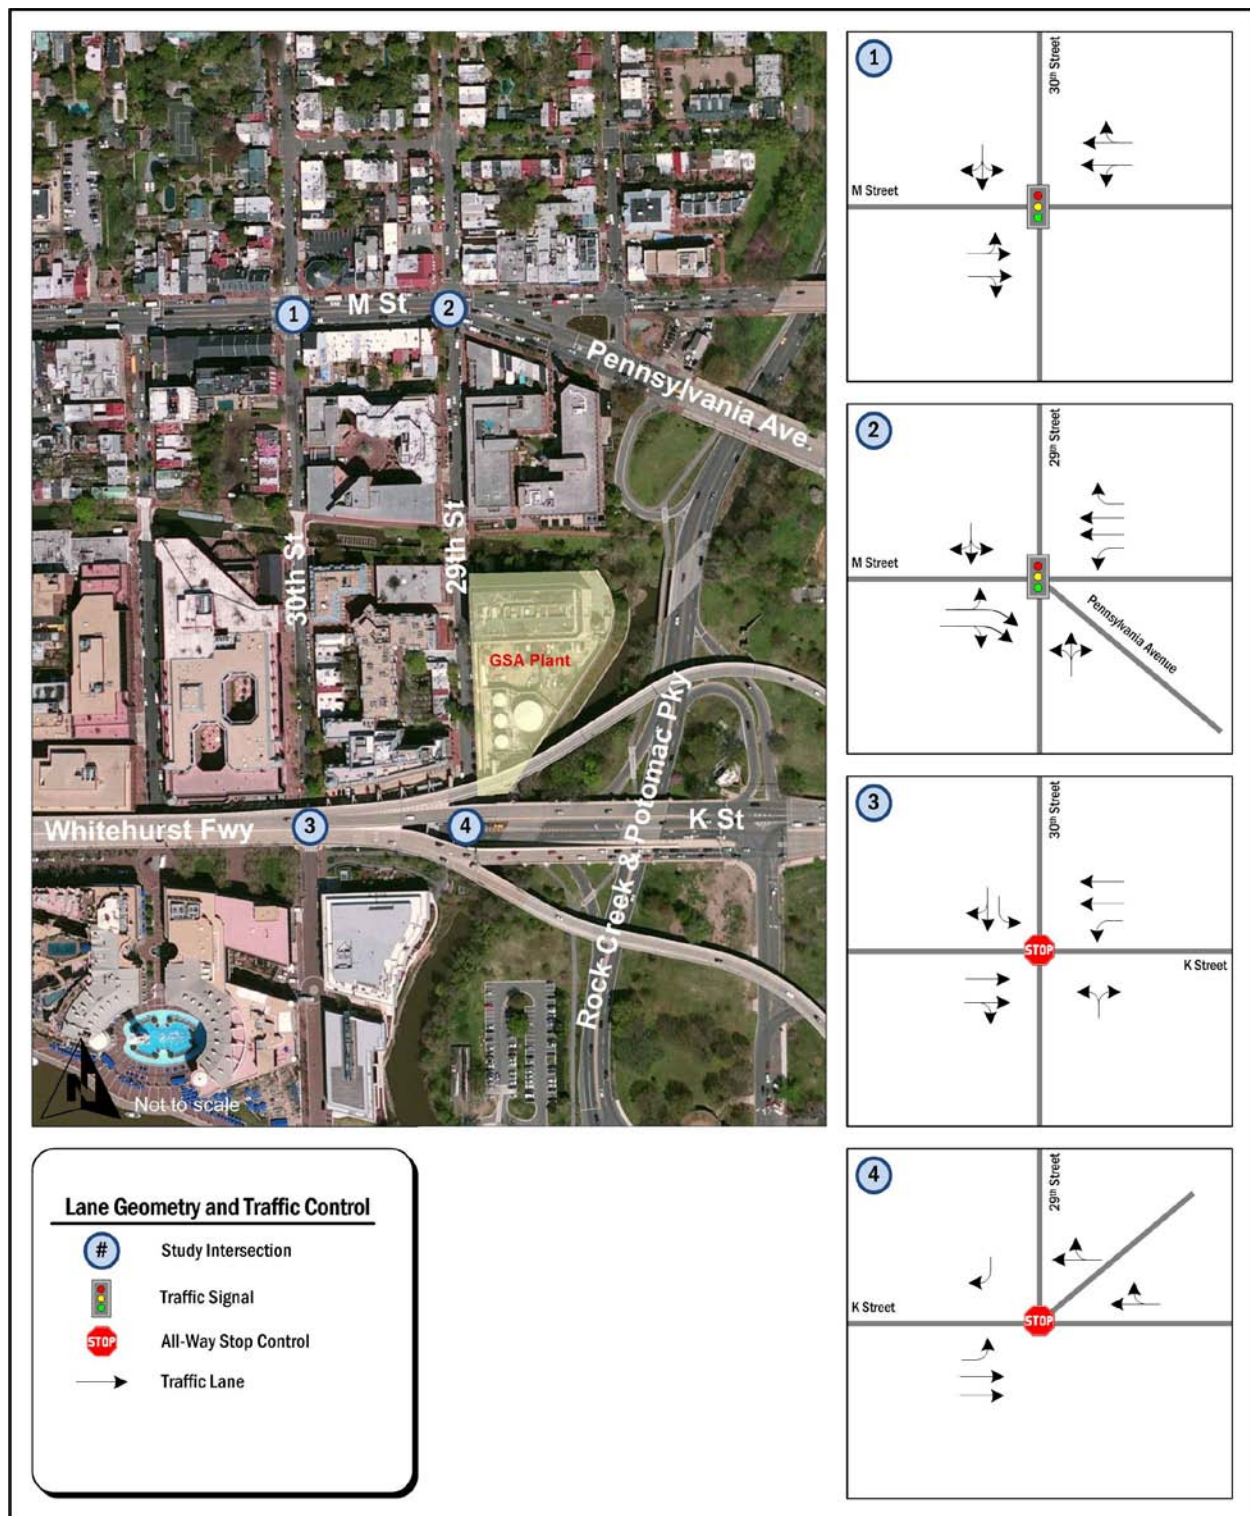 M St
1
2
Pennsylvania Ave.
30th St
29th St
GSA Plant
Rock Creek & Potomac Pky
Whitehurst Fwy
3
4
K St
N
Not to scale
1
30th Street
M Street
2
29th Street
M Street
Pennsylvania Avenue
3
30th Street
STOP
K Street
4
29th Street
K Street
STOP
Lane Geometry and Traffic Control
# Study Intersection
Traffic Signal
STOP All-Way Stop Control
Traffic Lane